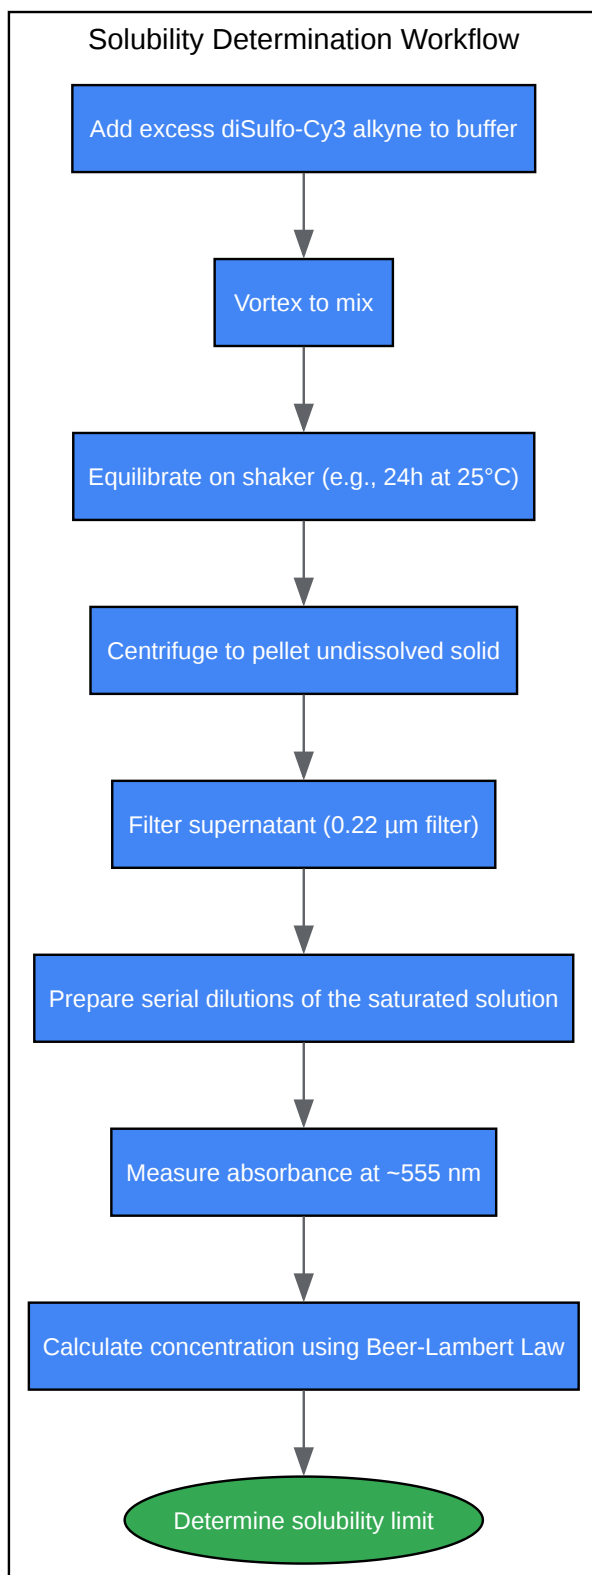 Solubility Determination Workflow
Add excess diSulfo-Cy3 alkyne to buffer
Vortex to mix
Equilibrate on shaker (e.g., 24h at 25°C)
Centrifuge to pellet undissolved solid
Filter supernatant (0.22 µm filter)
Prepare serial dilutions of the saturated solution
Measure absorbance at ~555 nm
Calculate concentration using Beer-Lambert Law
Determine solubility limit